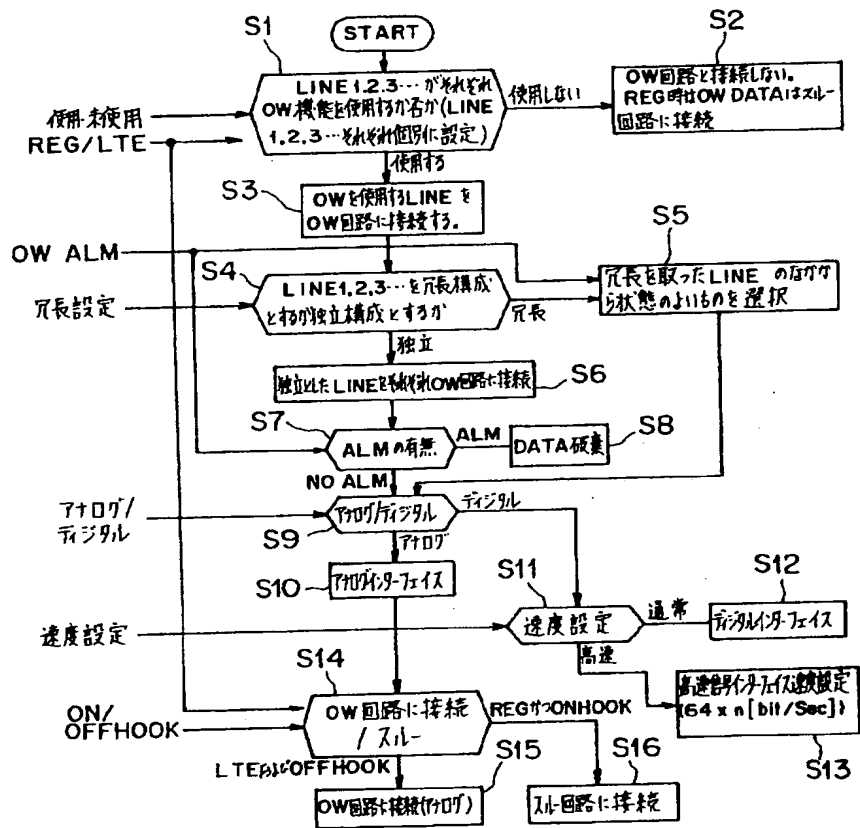 START
S1
LINE1.2.3…がそれぞれ
OW機能を使用するか否か(LINE
1.2.3…それぞれ個別に設定)
使用・未使用
REG/LTE
使用しない
使用する
S2
OW回路と接続しない。
REG時はOW DATAはスルー
回路に接続
S3
OWを使用するLINEを
OW回路に接続する。
OW ALM
S4
LINE1,2,3…を冗長構成
とするか独立構成とするか
冗長設定
冗長
独立
S5
冗長を取ったLINEのなかか
ら状態のよいものを選択
S6
独立としたLINEをそれぞれOW回路に接続
S7
ALMの有無
ALM
NO ALM
S8
DATA破棄
アナログ/
ディジタル
S9
アナログ/ディジタル
ディジタル
アナログ
S10
アナログインターフェイス
S11
速度設定
速度設定
通常
高速
S12
ディジタルインターフェイス
高速信号インターフェイス速度設定
(64×n[bit/Sec])
S13
S14
OW回路に接続
/スルー
ON/
OFFHOOK
REGかつONHOOK
LTEおよびOFFHOOK
S15
OW回路に接続(アナログ)
S16
スルー回路に接続